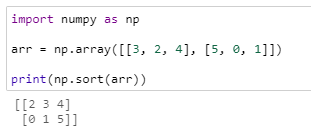 import numpy as np
arr = np.array([[3, 2, 4], [5, 0, 1]])
print(np.sort(arr))
[[2 3 4]
 [0 1 5]]